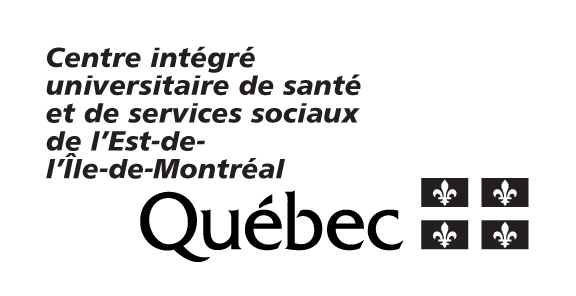 Centre intégré
universitaire de santé
et de services sociaux
de l'Est-de-
l'Île-de-Montréal
Québec